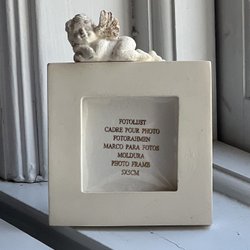 FOTOLIJST
CADRE POUR PHOTO
FOTORAHMEN
MARCO PARA FOTOS
MOLDURA
PHOTO FRAME
5X5CM